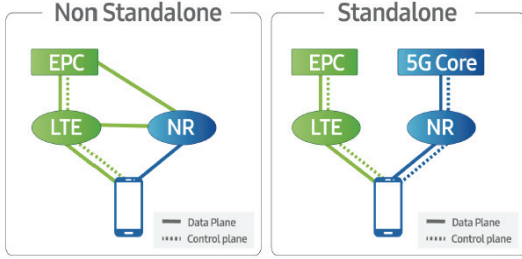 Non Standalone
EPC
LTE
NR
Data Plane
Control plane
Standalone
EPC
5G Core
LTE
NR
Data Plane
Control plane